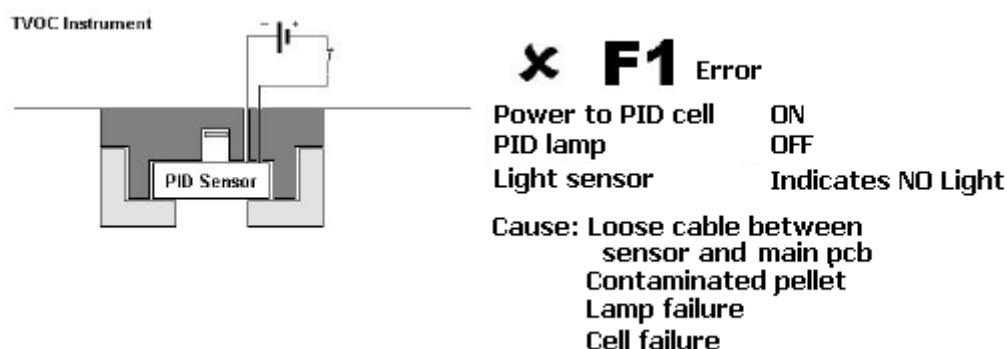 TVOC Instrument
- +
PID Sensor
✗ F1 Error
Power to PID cell ON
PID lamp OFF
Light sensor Indicates NO Light
Cause: Loose cable between
sensor and main pcb
Contaminated pellet
Lamp failure
Cell failure